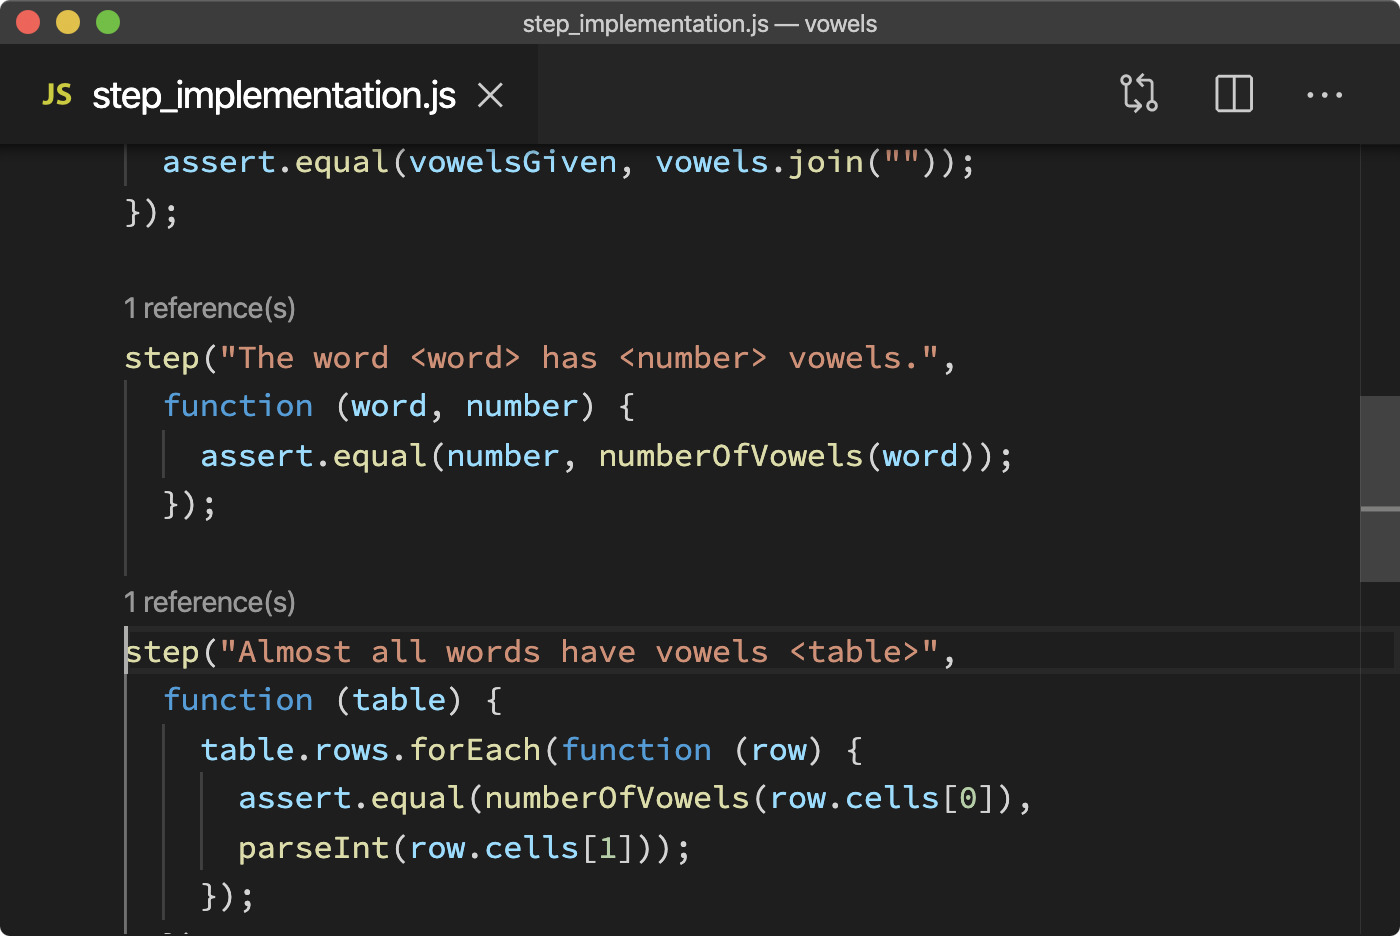 step_implementation.js — vowels
JS step_implementation.js
assert.equal(vowelsGiven, vowels.join(""));
});
1 reference(s)
step("The word <word> has <number> vowels.",
function (word, number) {
assert.equal(number, numberOfVowels(word));
});
1 reference(s)
step("Almost all words have vowels <table>",
function (table) {
table.rows.forEach(function (row) {
assert.equal(numberOfVowels(row.cells[0]),
parseInt(row.cells[1]));
});